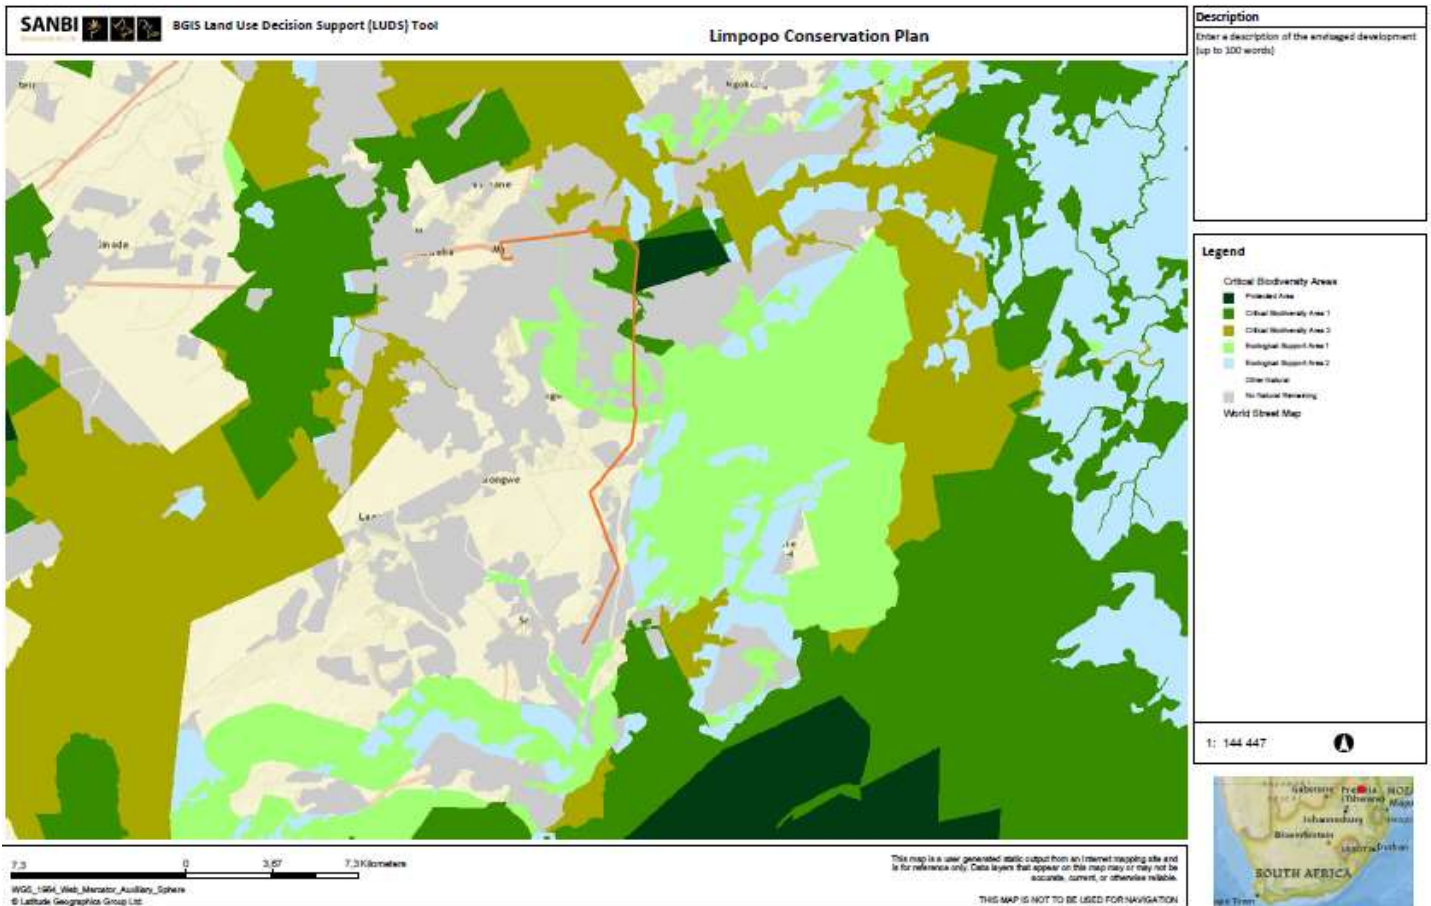 SANBI
BGIS Land Use Decision Support (LUDS) Tool
Limpopo Conservation Plan
Description
Enter a description of the envisaged development
(up to 100 words)
Legend
Critical Biodiversity Areas
Protected Area
Critical Biodiversity Area 1
Critical Biodiversity Area 2
Ecological Support Area 1
Ecological Support Area 2
Other Natural
No Natural Remaining
World Street Map
1: 144 447
7,3
0
3,67
7,3 Kilometers
WGS_1984_Web_Mercator_Auxiliary_Sphere
© Latitude Geographics Group Ltd.
This map is a user generated static output from an Internet mapping site and
is for reference only. Data layers that appear on this map may or may not be
accurate, current, or otherwise reliable.
THIS MAP IS NOT TO BE USED FOR NAVIGATION
Gaborone
(Tshwane)
Johannesburg
Bloemfontein
Durban
SOUTH AFRICA